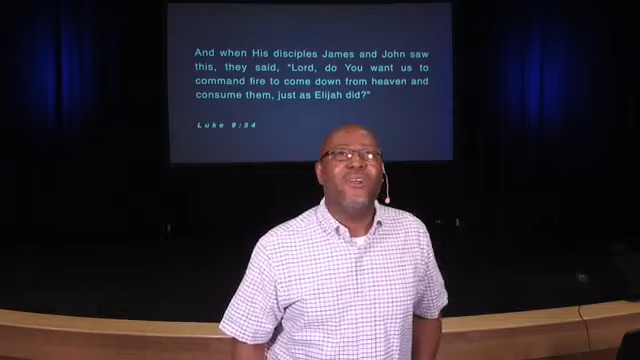 And when His disciples James and John saw
this, they said, "Lord, do You want us to
command fire to come down from heaven and
consume them, just as Elijah did?"
Luke 9:54